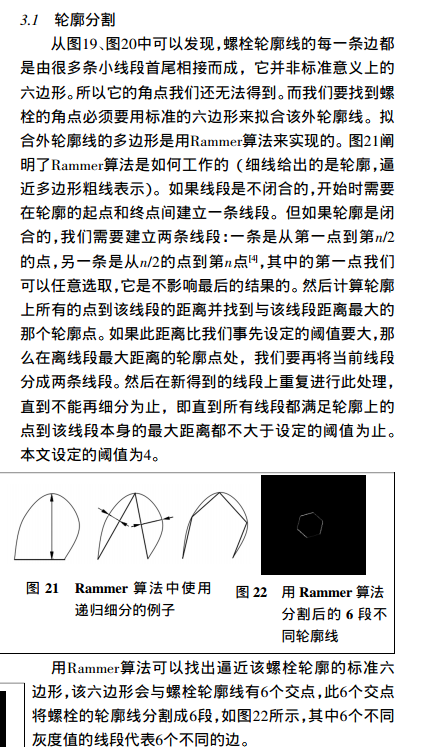 3.1 轮廓分割
从图19、图20中可以发现,螺栓轮廓线的每一条边都
是由很多条小线段首尾相接而成，它并非标准意义上的
六边形。所以它的角点我们还无法得到。而我们要找到螺
栓的角点必须要用标准的六边形来拟合该外轮廓线。拟
合外轮廓线的多边形是用Rammer算法来实现的。图21阐
明了Rammer算法是如何工作的（细线给出的是轮廓,逼
近多边形粗线表示）。如果线段是不闭合的,开始时需要
在轮廓的起点和终点间建立一条线段。但如果轮廓是闭
合的,我们需要建立两条线段:一条是从第一点到第n/2
的点,另一条是从n/2的点到第n点[4],其中的第一点我们
可以任意选取,它是不影响最后的结果的。然后计算轮廓
上所有的点到该线段的距离并找到与该线段距离最大的
那个轮廓点。如果此距离比我们事先设定的阈值要大,那
么在离线段最大距离的轮廓点处，我们要再将当前线段
分成两条线段。然后在新得到的线段上重复进行此处理,
直到不能再细分为止，即直到所有线段都满足轮廓上的
点到该线段本身的最大距离都不大于设定的阈值为止。
本文设定的阈值为4。
图 21 Rammer 算法中使用
递归细分的例子
图 22 用 Rammer 算法
分割后的 6 段不
同轮廓线
用Rammer算法可以找出逼近该螺栓轮廓的标准六
边形,该六边形会与螺栓轮廓线有6个交点,此6个交点
将螺栓的轮廓线分割成6段,如图22所示,其中6个不同
灰度值的线段代表6个不同的边。